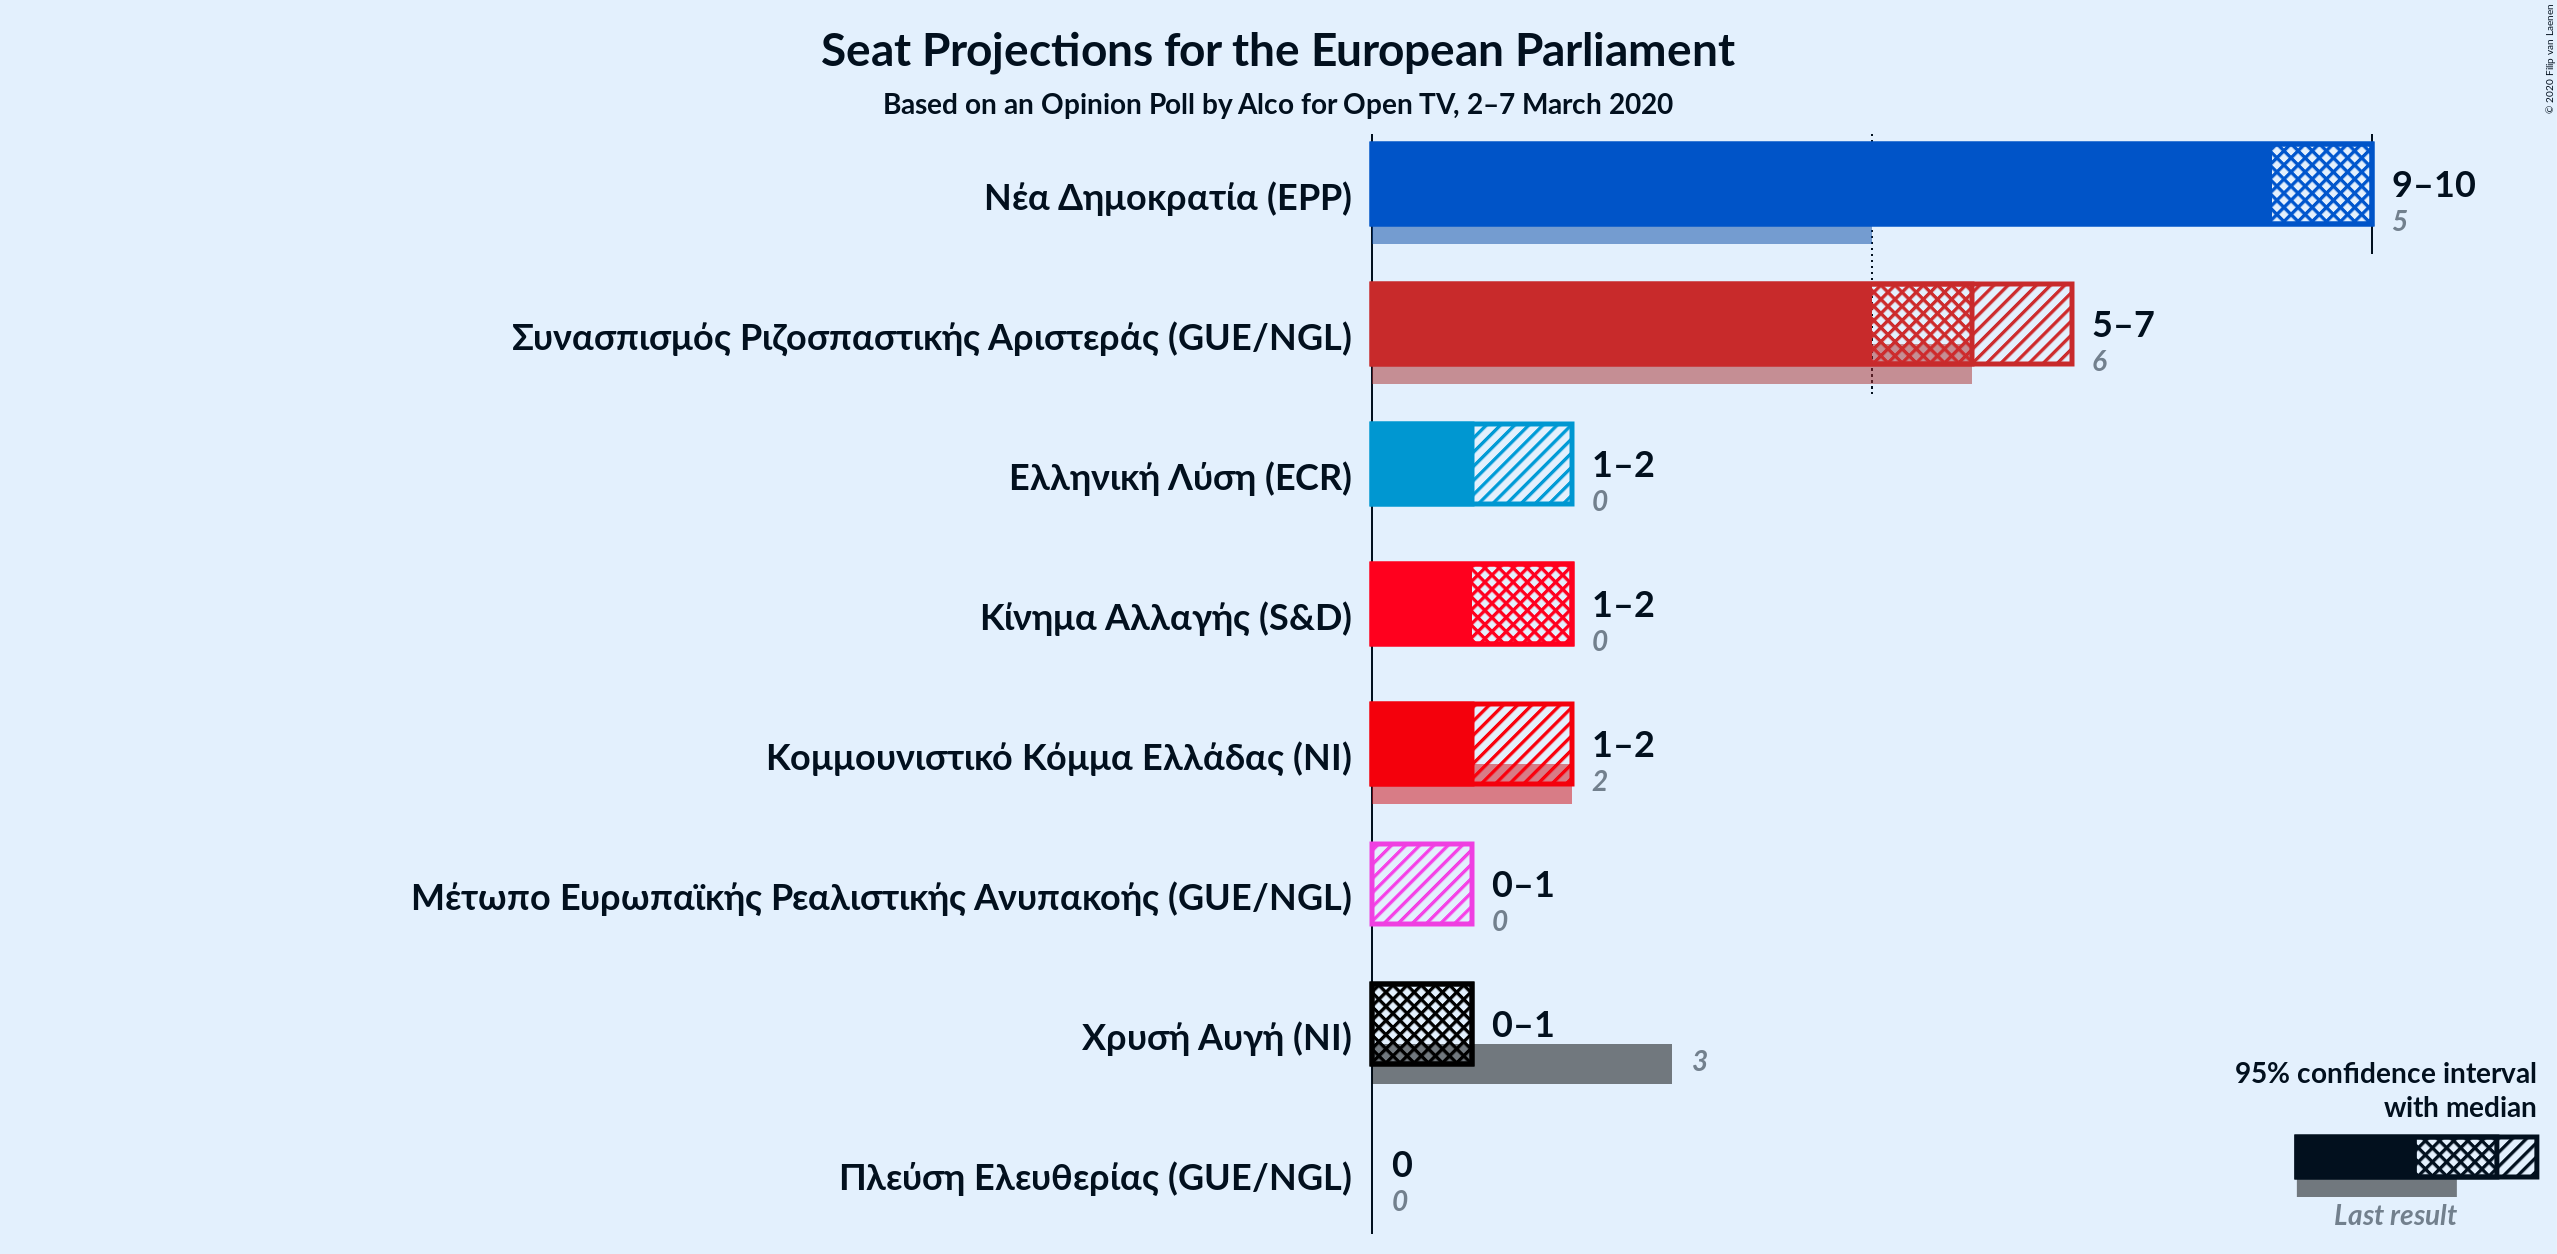 Seat Projections for the European Parliament
Based on an Opinion Poll by Alco for Open TV, 2–7 March 2020
© 2020 Filip van Laenen
Νέα Δημοκρατία (EPP)
9–10
5
Συνασπισμός Ριζοσπαστικής Αριστεράς (GUE/NGL)
5–7
6
Ελληνική Λύση (ECR)
1–2
0
Κίνημα Αλλαγής (S&D)
1–2
0
Κομμουνιστικό Κόμμα Ελλάδας (NI)
1–2
2
Μέτωπο Ευρωπαϊκής Ρεαλιστικής Ανυπακοής (GUE/NGL)
0–1
0
Χρυσή Αυγή (NI)
0–1
3
Πλεύση Ελευθερίας (GUE/NGL)
0
0
95% confidence interval
with median
Last result